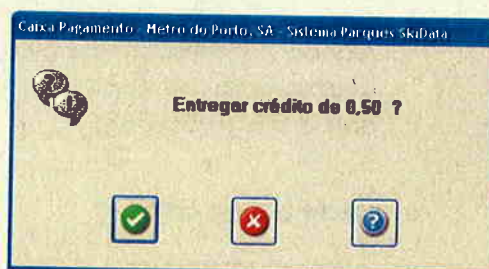 Caixa Pagamento - Metro do Porto, SA - Sistema Parques SkiData
Entregar crédito de 0,50 ?